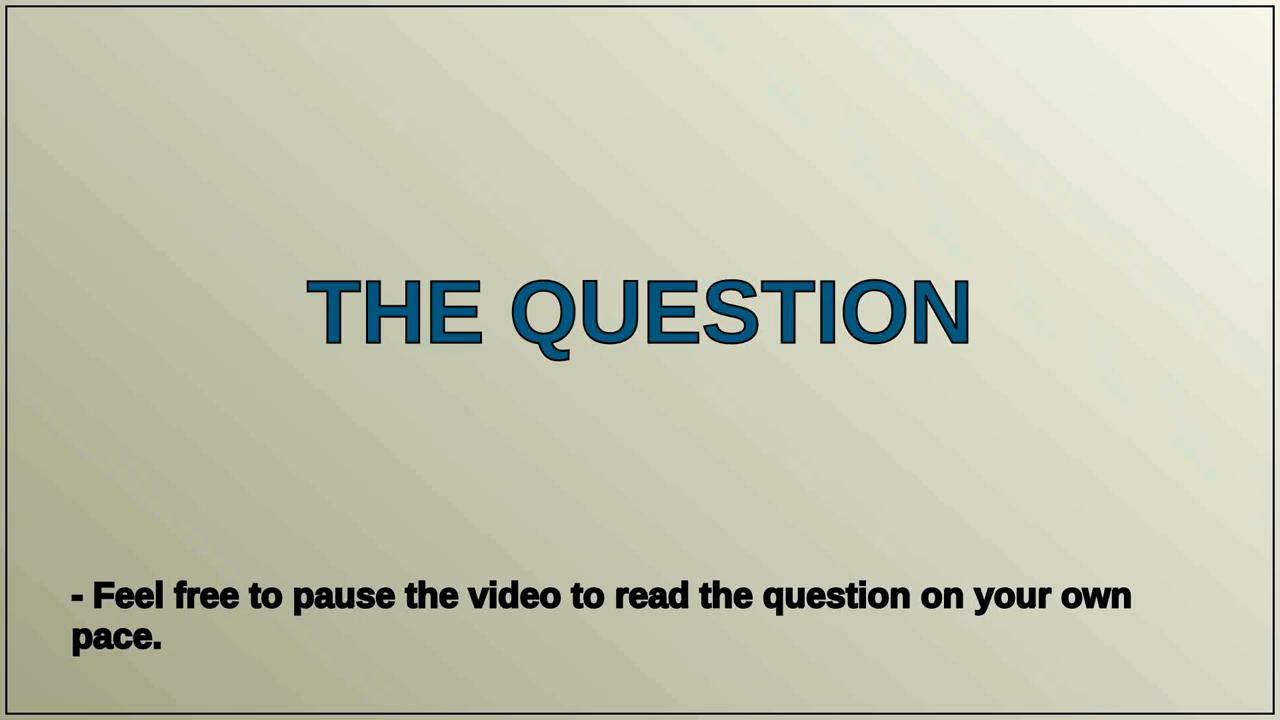 THE QUESTION
- Feel free to pause the video to read the question on your own
pace.